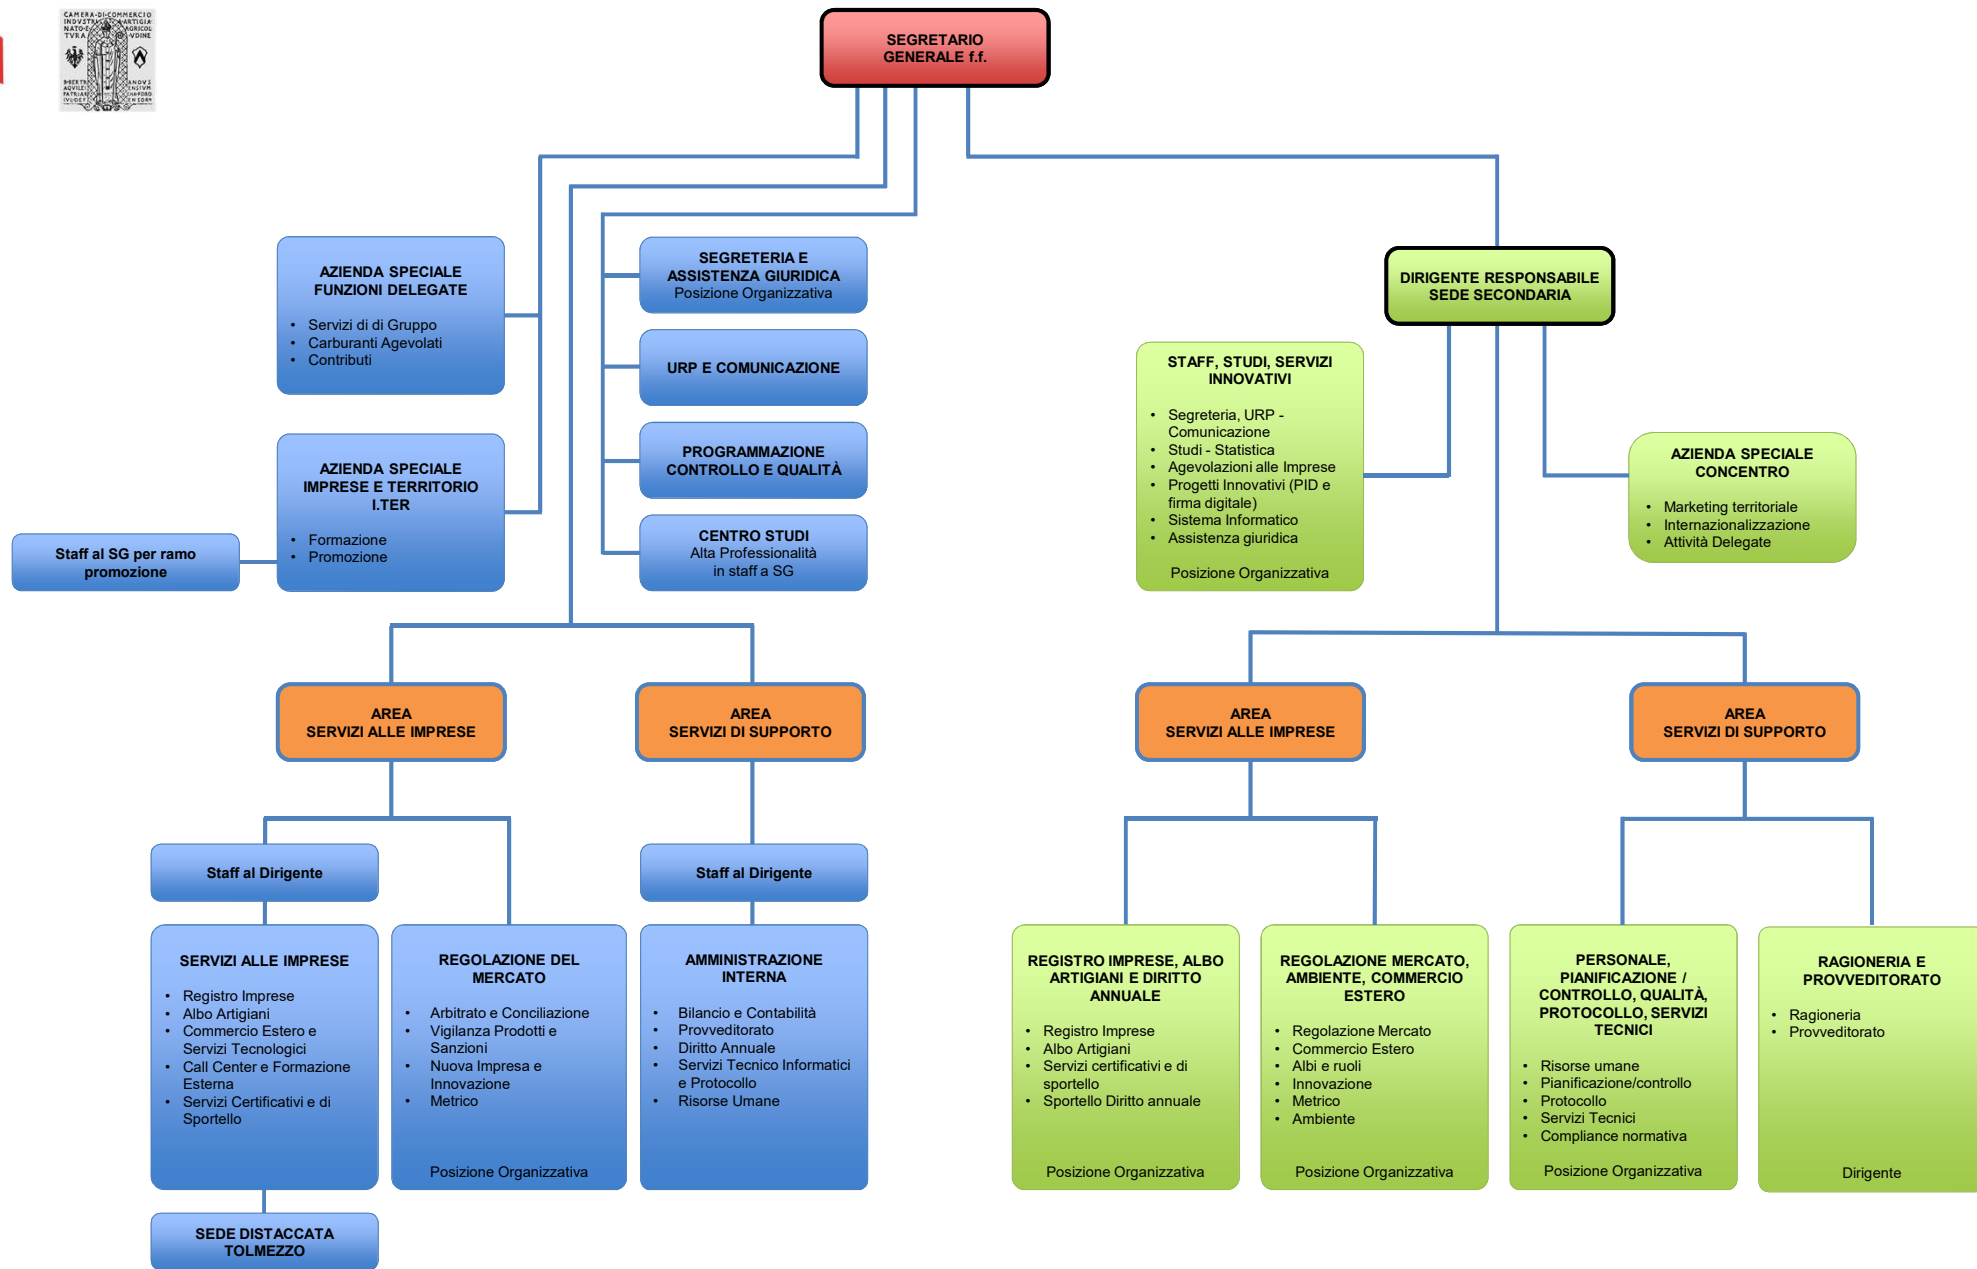 CAMERA·DI·COMMERCIO
SEGRETARIO
GENERALE f.f.
AZIENDA SPECIALE
FUNZIONI DELEGATE
• Servizi di di Gruppo
• Carburanti Agevolati
• Contributi
SEGRETERIA E
ASSISTENZA GIURIDICA
Posizione Organizzativa
DIRIGENTE RESPONSABILE
SEDE SECONDARIA
URP E COMUNICAZIONE
STAFF, STUDI, SERVIZI
INNOVATIVI
• Segreteria, URP -
Comunicazione
• Studi - Statistica
• Agevolazioni alle Imprese
• Progetti Innovativi (PID e
firma digitale)
• Sistema Informatico
• Assistenza giuridica
Posizione Organizzativa
AZIENDA SPECIALE
IMPRESE E TERRITORIO
I.TER
• Formazione
• Promozione
PROGRAMMAZIONE
CONTROLLO E QUALITÀ
AZIENDA SPECIALE
CONCENTRO
• Marketing territoriale
• Internazionalizzazione
• Attività Delegate
Staff al SG per ramo
promozione
CENTRO STUDI
Alta Professionalità
in staff a SG
AREA
SERVIZI ALLE IMPRESE
AREA
SERVIZI DI SUPPORTO
AREA
SERVIZI ALLE IMPRESE
AREA
SERVIZI DI SUPPORTO
Staff al Dirigente
Staff al Dirigente
SERVIZI ALLE IMPRESE
• Registro Imprese
• Albo Artigiani
• Commercio Estero e
Servizi Tecnologici
• Call Center e Formazione
Esterna
• Servizi Certificativi e di
Sportello
REGOLAZIONE DEL
MERCATO
• Arbitrato e Conciliazione
• Vigilanza Prodotti e
Sanzioni
• Nuova Impresa e
Innovazione
• Metrico
Posizione Organizzativa
AMMINISTRAZIONE
INTERNA
• Bilancio e Contabilità
• Provveditorato
• Diritto Annuale
• Servizi Tecnico Informatici
e Protocollo
• Risorse Umane
REGISTRO IMPRESE, ALBO
ARTIGIANI E DIRITTO
ANNUALE
• Registro Imprese
• Albo Artigiani
• Servizi certificativi e di
sportello
• Sportello Diritto annuale
Posizione Organizzativa
REGOLAZIONE MERCATO,
AMBIENTE, COMMERCIO
ESTERO
• Regolazione Mercato
• Commercio Estero
• Albi e ruoli
• Innovazione
• Metrico
• Ambiente
Posizione Organizzativa
PERSONALE,
PIANIFICAZIONE /
CONTROLLO, QUALITÀ,
PROTOCOLLO, SERVIZI
TECNICI
• Risorse umane
• Pianificazione/controllo
• Protocollo
• Servizi Tecnici
• Compliance normativa
Posizione Organizzativa
RAGIONERIA E
PROVVEDITORATO
• Ragioneria
• Provveditorato
Dirigente
SEDE DISTACCATA
TOLMEZZO